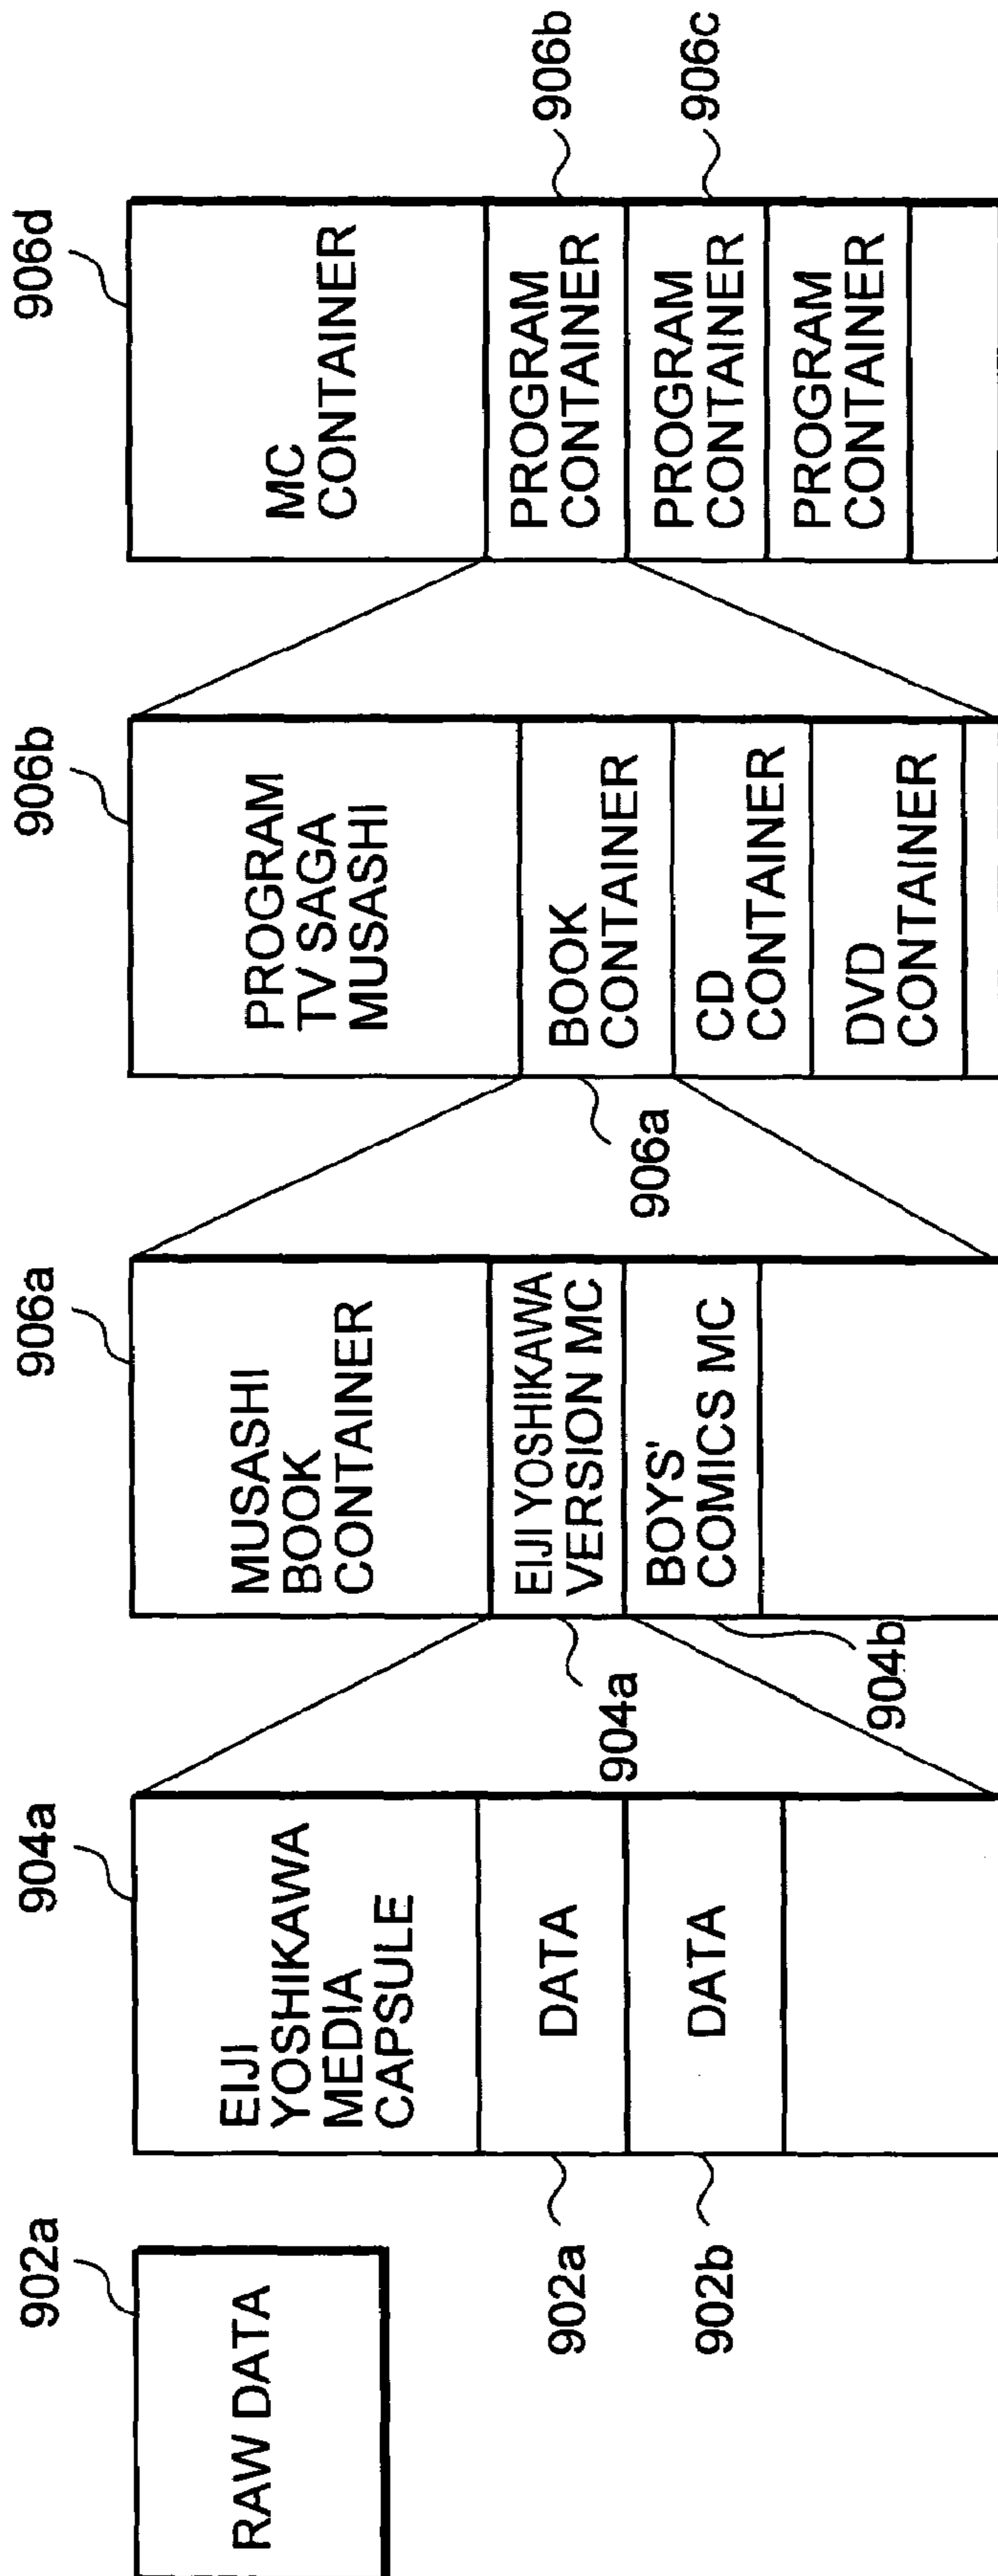 902a
RAW DATA
904a
EIJI
YOSHIKAWA
MEDIA
CAPSULE
DATA
DATA
902a
902b
906a
MUSASHI
BOOK
CONTAINER
EIJI YOSHIKAWA
VERSION MC
BOYS'
COMICS MC
904a
904b
906b
PROGRAM
TV SAGA
MUSASHI
BOOK
CONTAINER
CD
CONTAINER
DVD
CONTAINER
906a
906d
MC
CONTAINER
PROGRAM
CONTAINER
PROGRAM
CONTAINER
PROGRAM
CONTAINER
906b
906c